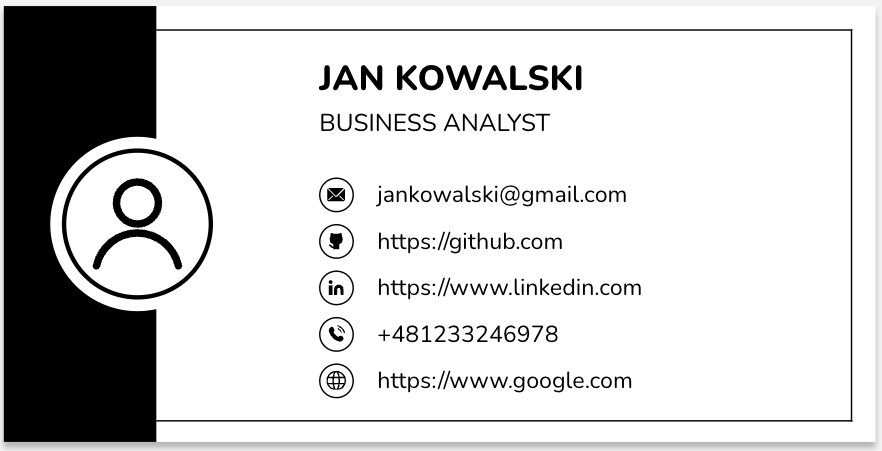 JAN KOWALSKI
BUSINESS ANALYST
jankowalski@gmail.com
https://github.com
in https://www.linkedin.com
+481233246978
https://www.google.com